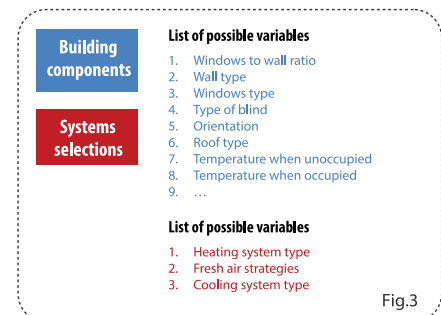 Building
components
Systems
selections
List of possible variables
1. Windows to wall ratio
2. Wall type
3. Windows type
4. Type of blind
5. Orientation
6. Roof type
7. Temperature when unoccupied
8. Temperature when occupied
9. ...
List of possible variables
1. Heating system type
2. Fresh air strategies
3. Cooling system type
Fig.3